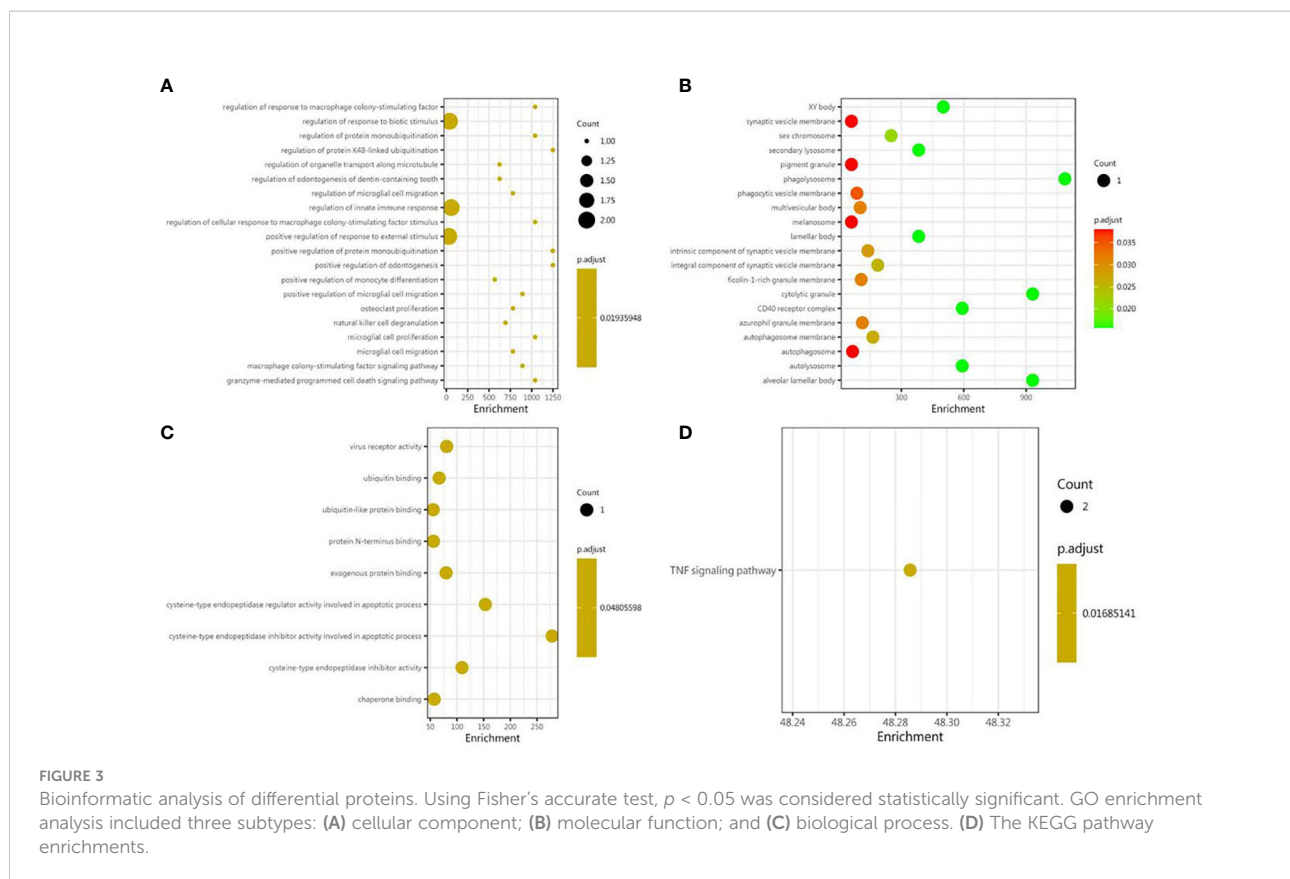 A
regulation of response to macrophage colony-stimulating factor
regulation of response to biotic stimulus
regulation of protein monoubiquitination
regulation of protein K48-linked ubiquitination
regulation of organelle transport along microtubule
regulation of odontogenesis of dentin-containing tooth
regulation of microglial cell migration
regulation of innate immune response
regulation of cellular response to macrophage colony-stimulating factor stimulus
positive regulation of response to external stimulus
positive regulation of protein monoubiquitination
positive regulation of odontogenesis
positive regulation of monocyte differentiation
positive regulation of microglial cell migration
osteoclast proliferation
natural killer cell degranulation
microglial cell proliferation
microglial cell migration
macrophage colony-stimulating factor signaling pathway
granzyme-mediated programmed cell death signaling pathway
0 250 500 750 1000 1250
Enrichment
Count
1.00
1.25
1.50
1.75
2.00
p.adjust
0.01935948
B
XY body
synaptic vesicle membrane
sex chromosome
secondary lysosome
pigment granule
phagolysosome
phagocytic vesicle membrane
multivesicular body
melanosome
lamellar body
intrinsic component of synaptic vesicle membrane
integral component of synaptic vesicle membrane
ficolin-1-rich granule membrane
cytolytic granule
CD40 receptor complex
azurophil granule membrane
autophagosome membrane
autophagosome
autolysosome
alveolar lamellar body
300 600 900
Enrichment
Count
1
p.adjust
0.035
0.030
0.025
0.020
C
virus receptor activity
ubiquitin binding
ubiquitin-like protein binding
protein N-terminus binding
exogenous protein binding
cysteine-type endopeptidase regulator activity involved in apoptotic process
cysteine-type endopeptidase inhibitor activity involved in apoptotic process
cysteine-type endopeptidase inhibitor activity
chaperone binding
50 100 150 200 250
Enrichment
Count
1
p.adjust
0.04805598
D
TNF signaling pathway
48.24 48.26 48.28 48.30 48.32
Enrichment
Count
2
p.adjust
0.01685141
FIGURE 3
Bioinformatic analysis of differential proteins. Using Fisher's accurate test, p < 0.05 was considered statistically significant. GO enrichment
analysis included three subtypes: (A) cellular component; (B) molecular function; and (C) biological process. (D) The KEGG pathway
enrichments.